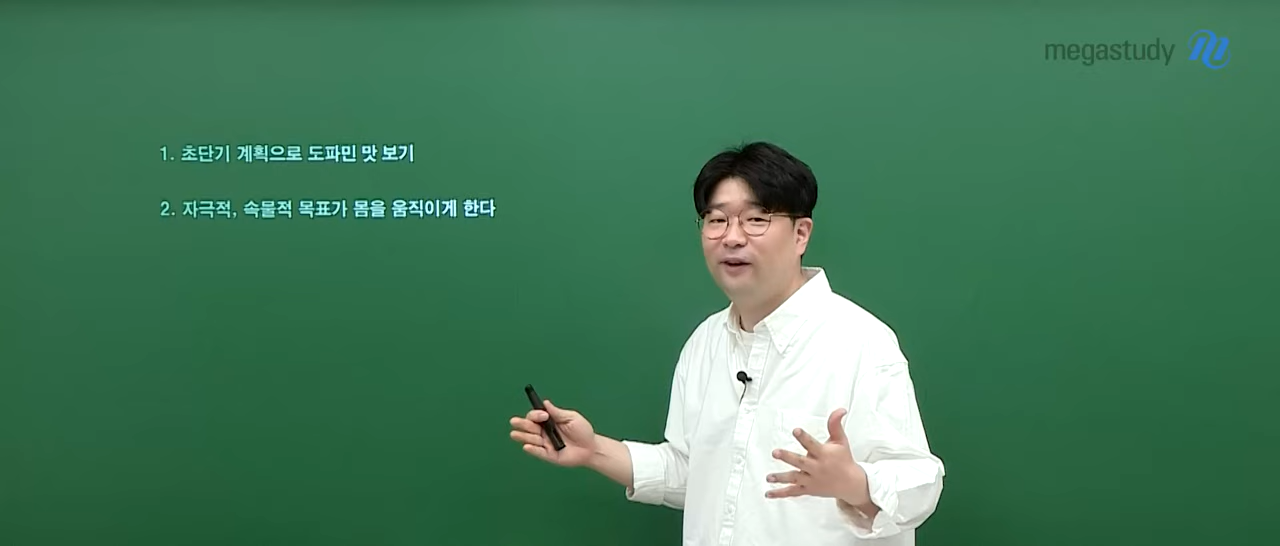 megastudy
1. 초단기 계획으로 도파민 맛 보기
2. 자극적, 속물적 목표가 몸을 움직이게 한다